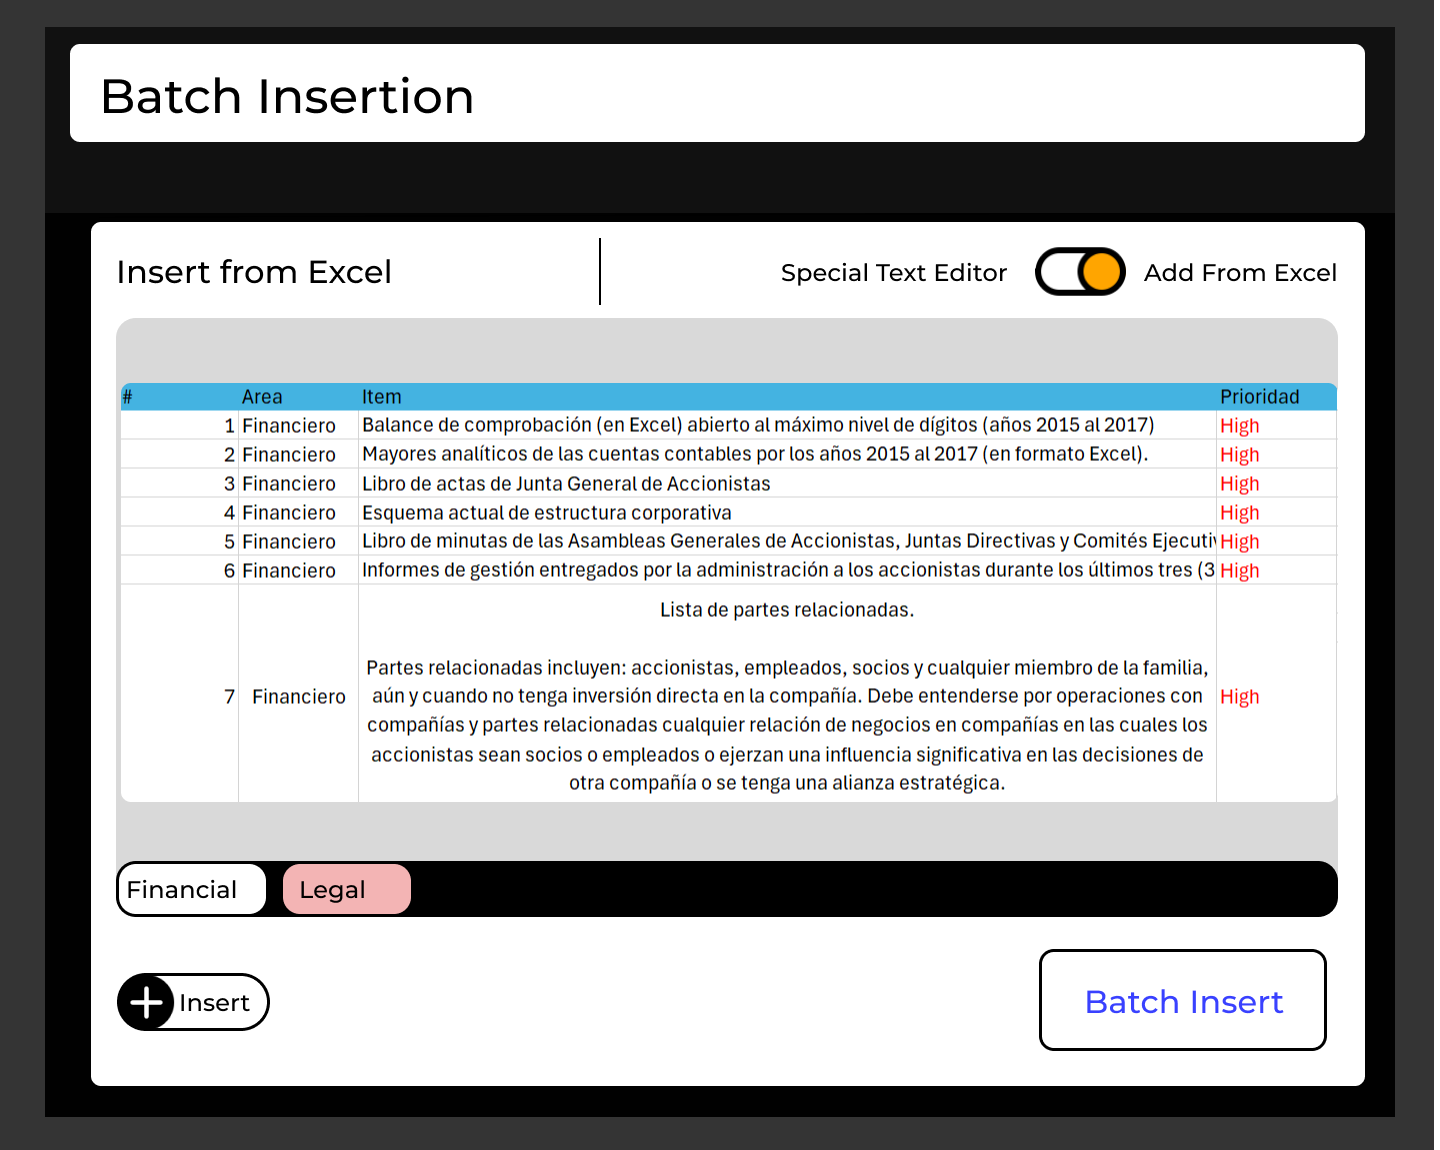 Batch Insertion
Insert from Excel
Special Text Editor Add From Excel
# Area Item Prioridad
1 Financiero Balance de comprobación (en Excel) abierto al máximo nivel de dígitos (años 2015 al 2017) High
2 Financiero Mayores analíticos de las cuentas contables por los años 2015 al 2017 (en formato Excel). High
3 Financiero Libro de actas de Junta General de Accionistas High
4 Financiero Esquema actual de estructura corporativa High
5 Financiero Libro de minutas de las Asambleas Generales de Accionistas, Juntas Directivas y Comités Ejecuti High
6 Financiero Informes de gestión entregados por la administración a los accionistas durante los últimos tres (3 High
Lista de partes relacionadas.
Partes relacionadas incluyen: accionistas, empleados, socios y cualquier miembro de la familia,
7 Financiero aún y cuando no tenga inversión directa en la compañía. Debe entenderse por operaciones con High
compañías y partes relacionadas cualquier relación de negocios en compañías en las cuales los
accionistas sean socios o empleados o ejerzan una influencia significativa en las decisiones de
otra compañía o se tenga una alianza estratégica.
Financial Legal
Insert
Batch Insert